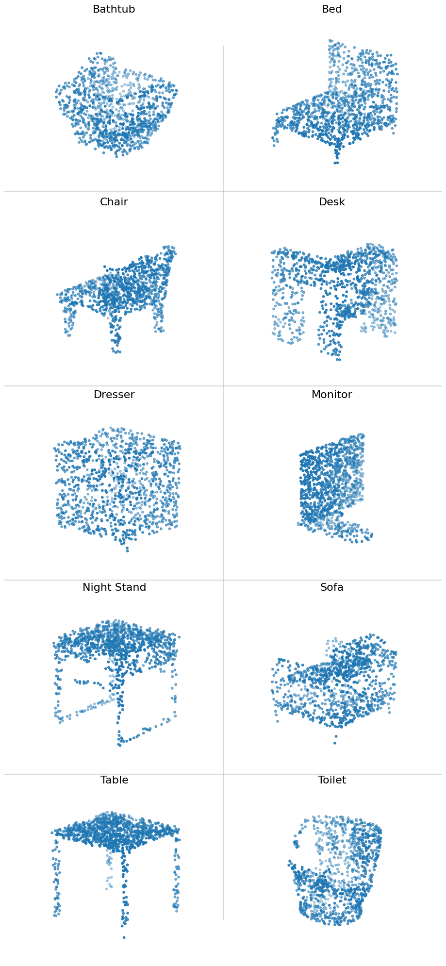 Bathtub
Bed
Chair
Desk
Dresser
Monitor
Night Stand
Sofa
Table
Toilet